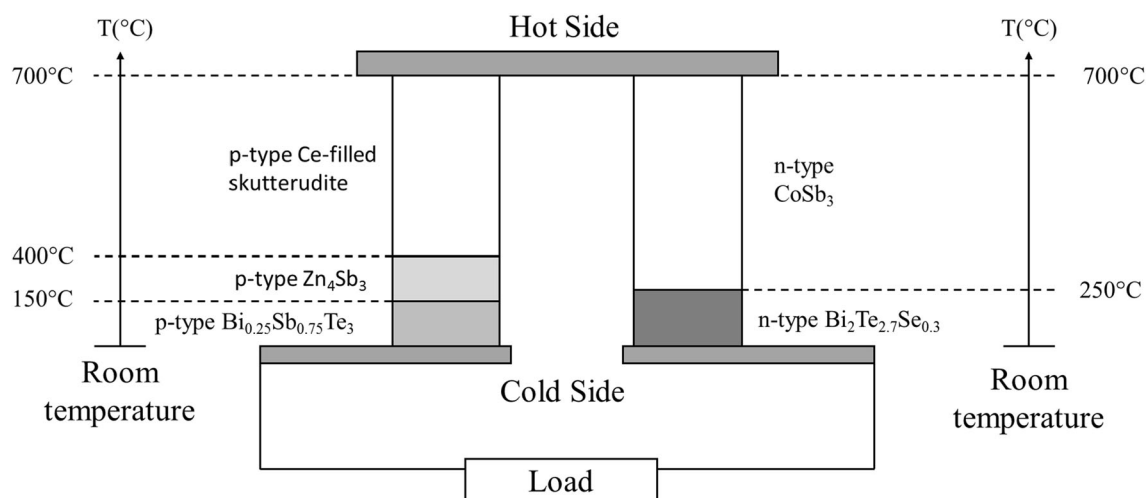 T(°C)
Hot Side
T(°C)
700°C
700°C
p-type Ce-filled
skutterudite
n-type
CoSb₃
400°C
p-type Zn₄Sb₃
150°C
250°C
p-type Bi₀.₂₅Sb₀.₇₅Te₃
n-type Bi₂Te₂.₇Se₀.₃
Room
temperature
Cold Side
Room
temperature
Load